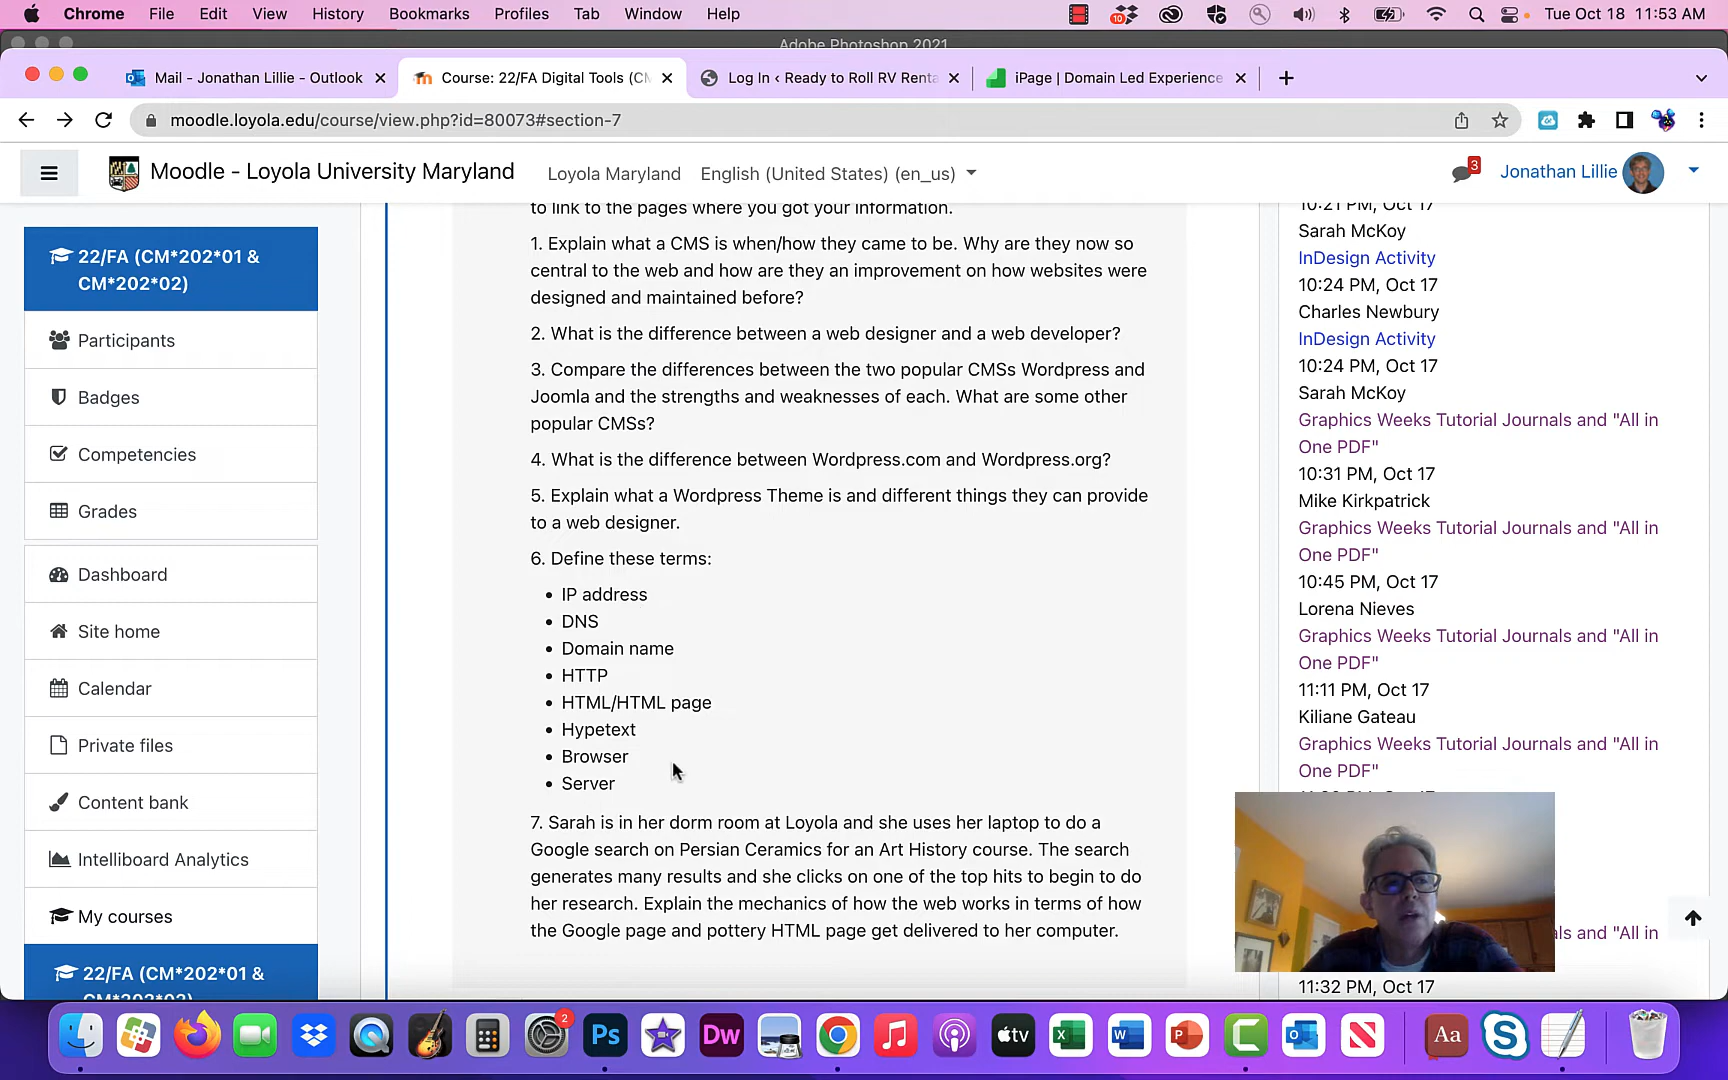 Chrome File Edit View History Bookmarks Profiles Tab Window Help 10 Tue Oct 18 11:53 AM
Adobe Photoshop 2021
Mail - Jonathan Lillie - Outlook
Course: 22/FA Digital Tools (CM
Log In ‹ Ready to Roll RV Renta
iPage | Domain Led Experience
moodle.loyola.edu/course/view.php?id=80073#section-7
Moodle - Loyola University Maryland
Loyola Maryland
English (United States) (en_us)
3
Jonathan Lillie
22/FA (CM*202*01 &
CM*202*02)
Participants
Badges
Competencies
Grades
Dashboard
Site home
Calendar
Private files
Content bank
Intelliboard Analytics
My courses
22/FA (CM*202*01 &
CM*202*02)
to link to the pages where you got your information.
1. Explain what a CMS is when/how they came to be. Why are they now so
central to the web and how are they an improvement on how websites were
designed and maintained before?
2. What is the difference between a web designer and a web developer?
3. Compare the differences between the two popular CMSs Wordpress and
Joomla and the strengths and weaknesses of each. What are some other
popular CMSs?
4. What is the difference between Wordpress.com and Wordpress.org?
5. Explain what a Wordpress Theme is and different things they can provide
to a web designer.
6. Define these terms:
• IP address
• DNS
• Domain name
• HTTP
• HTML/HTML page
• Hypetext
• Browser
• Server
7. Sarah is in her dorm room at Loyola and she uses her laptop to do a
Google search on Persian Ceramics for an Art History course. The search
generates many results and she clicks on one of the top hits to begin to do
her research. Explain the mechanics of how the web works in terms of how
the Google page and pottery HTML page get delivered to her computer.
10:21 PM, Oct 17
Sarah McKoy
InDesign Activity
10:24 PM, Oct 17
Charles Newbury
InDesign Activity
10:24 PM, Oct 17
Sarah McKoy
Graphics Weeks Tutorial Journals and "All in
One PDF"
10:31 PM, Oct 17
Mike Kirkpatrick
Graphics Weeks Tutorial Journals and "All in
One PDF"
10:45 PM, Oct 17
Lorena Nieves
Graphics Weeks Tutorial Journals and "All in
One PDF"
11:11 PM, Oct 17
Kiliane Gateau
Graphics Weeks Tutorial Journals and "All in
One PDF"
als and "All in
11:32 PM, Oct 17
2
Ps
Dw
tv
Aa